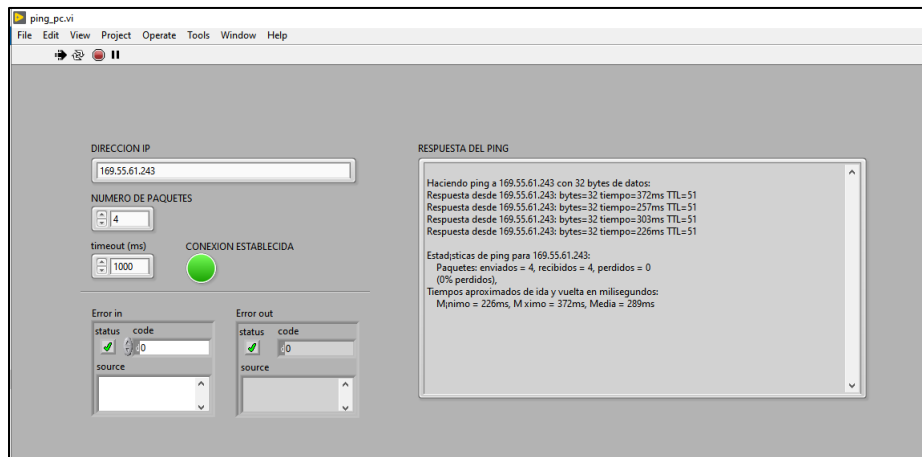 ping_pc.vi
File Edit View Project Operate Tools Window Help
DIRECCION IP
169.55.61.243
NUMERO DE PAQUETES
4
timeout (ms)
1000
CONEXION ESTABLECIDA
Error in
status code
0
source
Error out
status code
0
source
RESPUESTA DEL PING
Haciendo ping a 169.55.61.243 con 32 bytes de datos:
Respuesta desde 169.55.61.243: bytes=32 tiempo=372ms TTL=51
Respuesta desde 169.55.61.243: bytes=32 tiempo=257ms TTL=51
Respuesta desde 169.55.61.243: bytes=32 tiempo=303ms TTL=51
Respuesta desde 169.55.61.243: bytes=32 tiempo=226ms TTL=51
Estad¡sticas de ping para 169.55.61.243:
Paquetes: enviados = 4, recibidos = 4, perdidos = 0
(0% perdidos),
Tiempos aproximados de ida y vuelta en milisegundos:
M¡nimo = 226ms, M ximo = 372ms, Media = 289ms